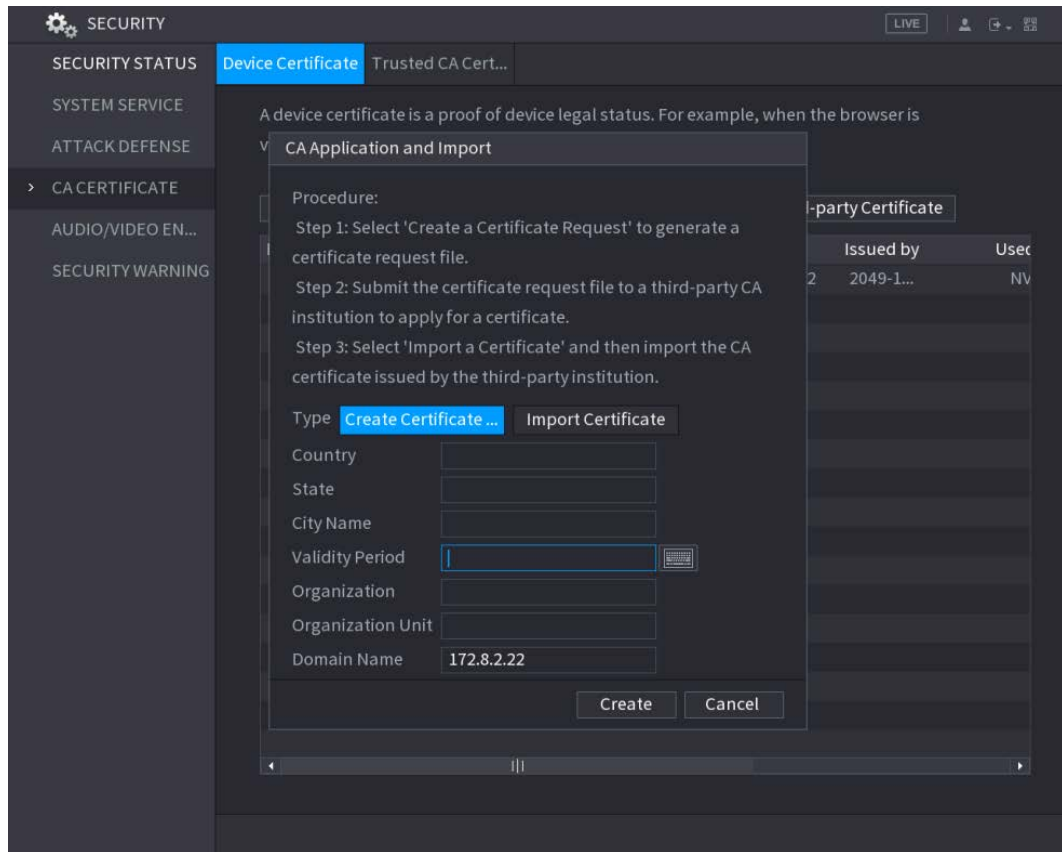 SECURITY
LIVE
SECURITY STATUS
SYSTEM SERVICE
ATTACK DEFENSE
CA CERTIFICATE
AUDIO/VIDEO EN...
SECURITY WARNING
Device Certificate
Trusted CA Cert...
A device certificate is a proof of device legal status. For example, when the browser is
CA Application and Import
Procedure:
Step 1: Select 'Create a Certificate Request' to generate a
certificate request file.
Step 2: Submit the certificate request file to a third-party CA
institution to apply for a certificate.
Step 3: Select 'Import a Certificate' and then import the CA
certificate issued by the third-party institution.
Type Create Certificate ... Import Certificate
Country
State
City Name
Validity Period
Organization
Organization Unit
Domain Name 172.8.2.22
Create Cancel
-party Certificate
Issued by Used
2 2049-1... NV